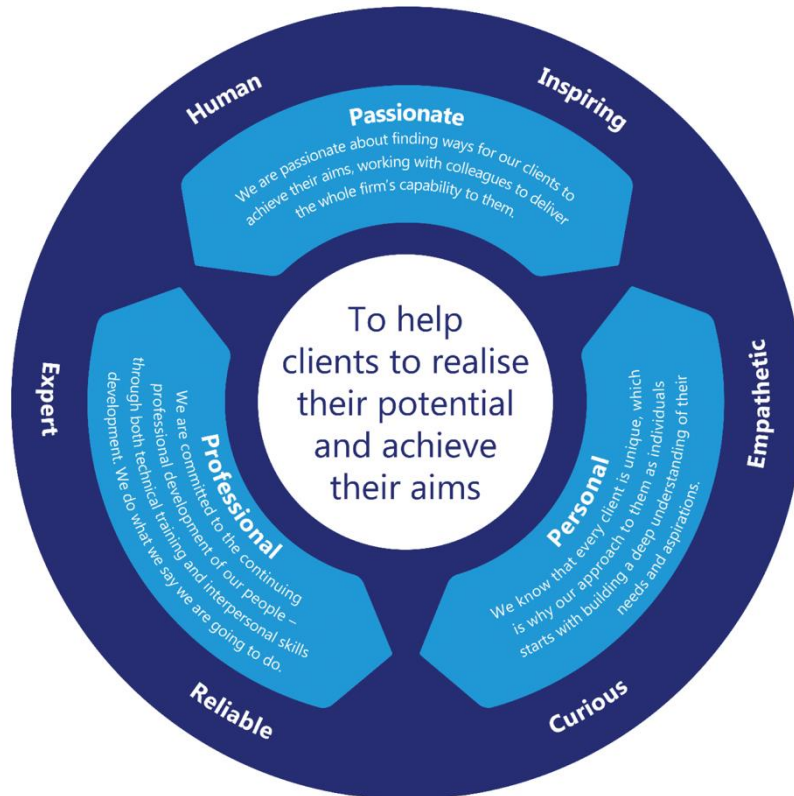 Human
Inspiring
Passionate
We are passionate about finding ways for our clients to
achieve their aims, working with colleagues to deliver
the whole firm's capability to them.
Empathetic
Personal
We know that every client is unique, which
is why our approach to them as individuals
starts with building a deep understanding of their
needs and aspirations.
Curious
Reliable
Professional
We are committed to the continuing
professional development of our people –
through both technical training and interpersonal skills
development. We do what we say we are going to do.
Expert
To help
clients to realise
their potential
and achieve
their aims